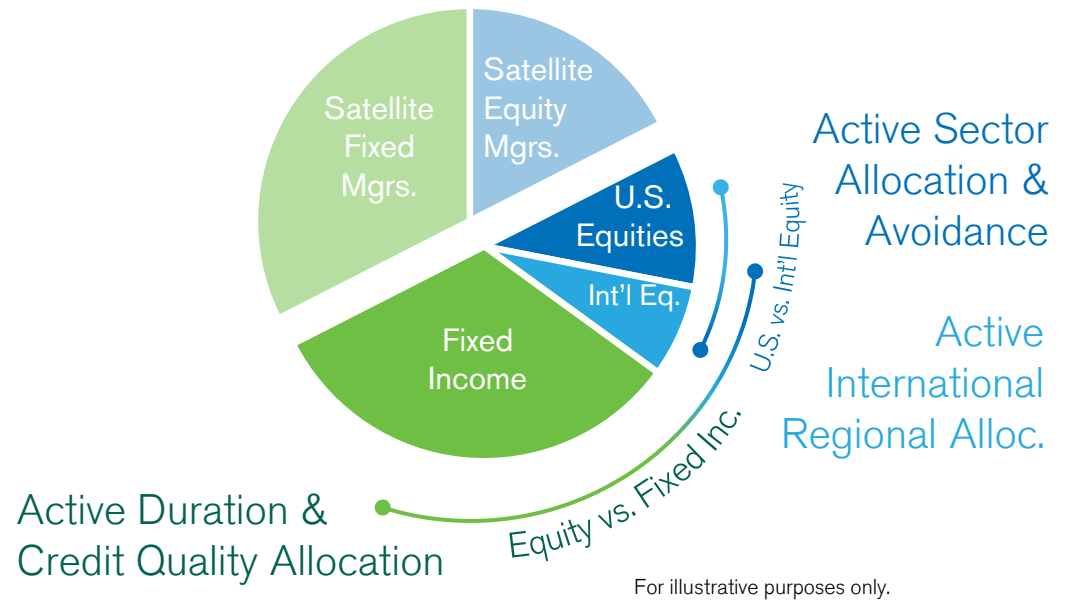 Satellite
Fixed
Mgrs.
Satellite
Equity
Mgrs.
U.S.
Equities
Int’l Eq.
Fixed
Income
U.S. vs. Int’l Equity
Equity vs. Fixed Inc.
Active Sector
Allocation &
Avoidance
Active
International
Regional Alloc.
Active Duration &
Credit Quality Allocation
For illustrative purposes only.